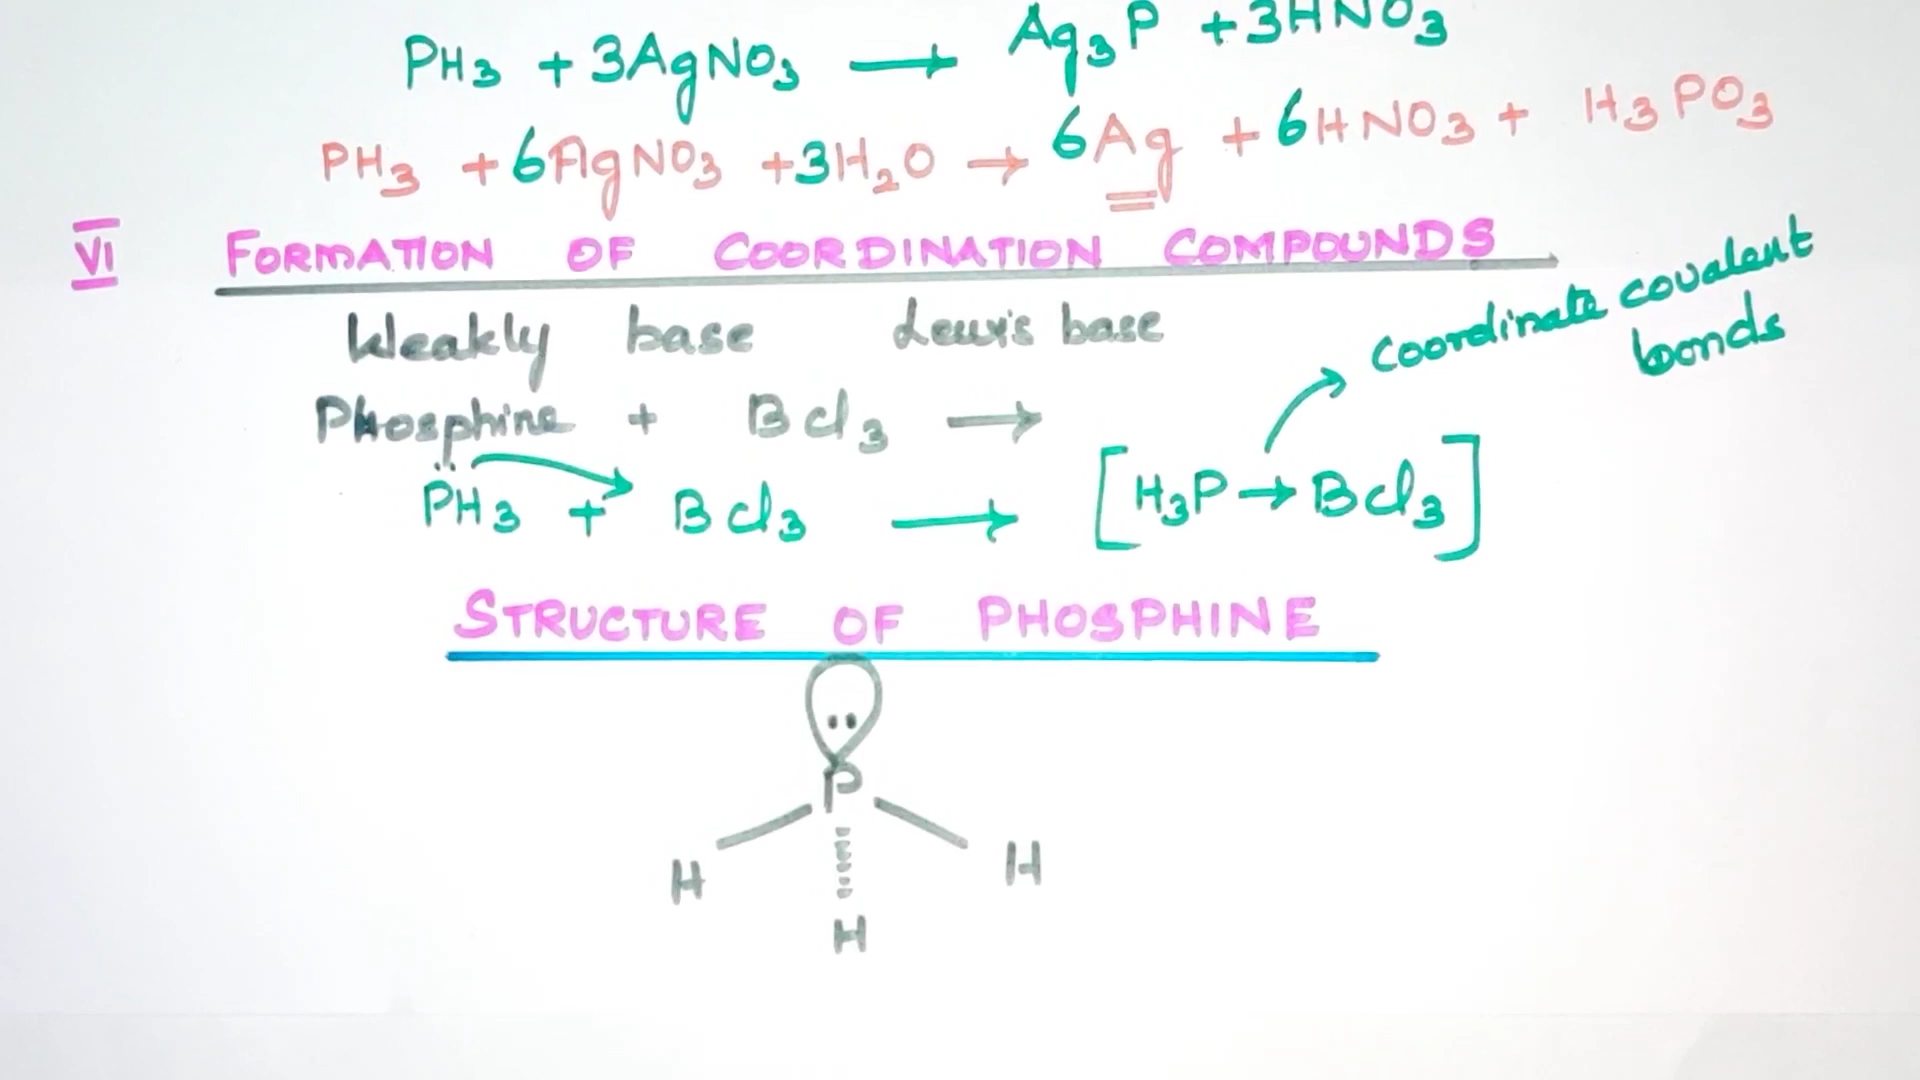 PH3 + 3AgNO3 → Ag3P + 3HNO3
PH3 + 6AgNO3 + 3H2O → 6Ag + 6HNO3 + H3PO3
VI FORMATION OF COORDINATION COMPOUNDS
Weakly base Lewis base
Coordinate covalent
bonds
Phosphine + BCl3 →
PH3 + BCl3 → [H3P→BCl3]
STRUCTURE OF PHOSPHINE
P
H H
H